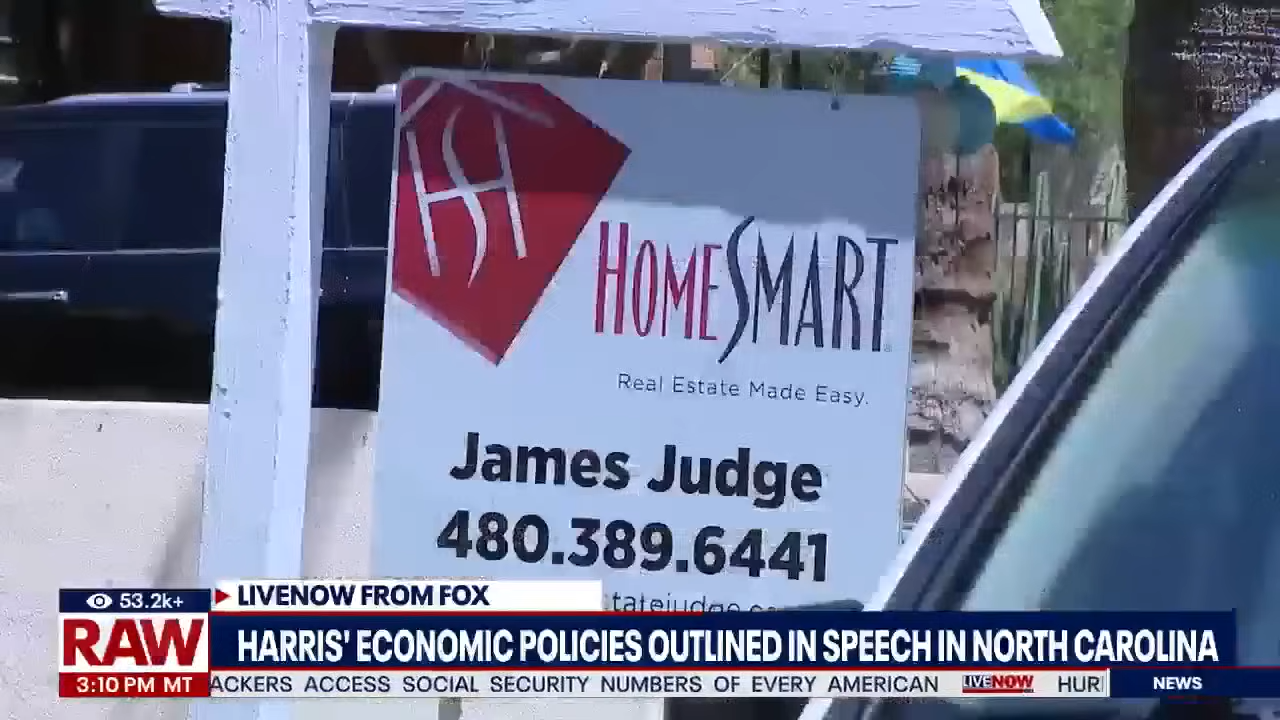 HS
HOMESMART
Real Estate Made Easy.
James Judge
480.389.6441
53.2k+
LIVENOW FROM FOX
RAW
HARRIS' ECONOMIC POLICIES OUTLINED IN SPEECH IN NORTH CAROLINA
3:10 PM MT
ACKERS ACCESS SOCIAL SECURITY NUMBERS OF EVERY AMERICAN LIVENOW HUR
NEWS